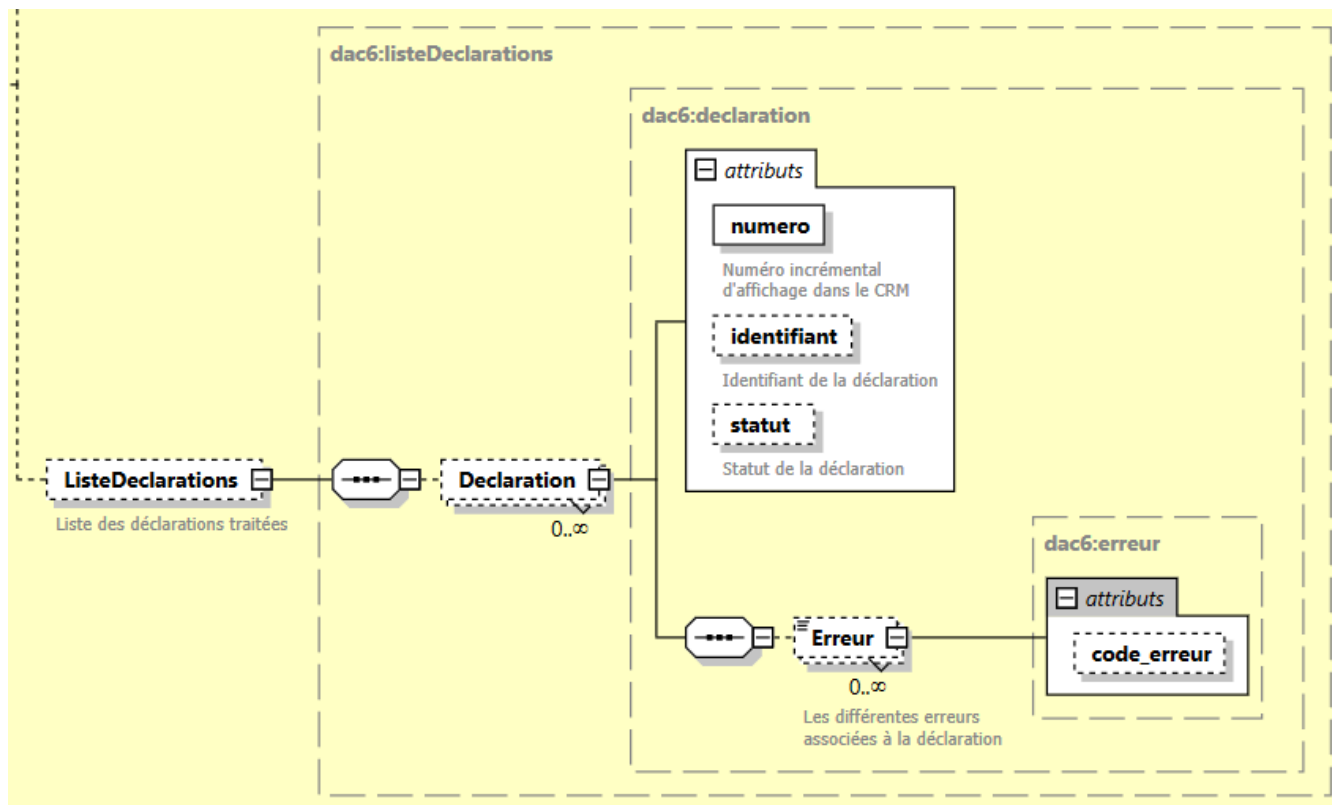 dac6:listeDeclarations
dac6:declaration
attributs
numero
Numéro incrémental
d'affichage dans le CRM
identifiant
Identifiant de la déclaration
statut
Statut de la déclaration
ListeDeclarations
Liste des déclarations traitées
Declaration
0..∞
dac6:erreur
attributs
code_erreur
Erreur
0..∞
Les différentes erreurs
associées à la déclaration